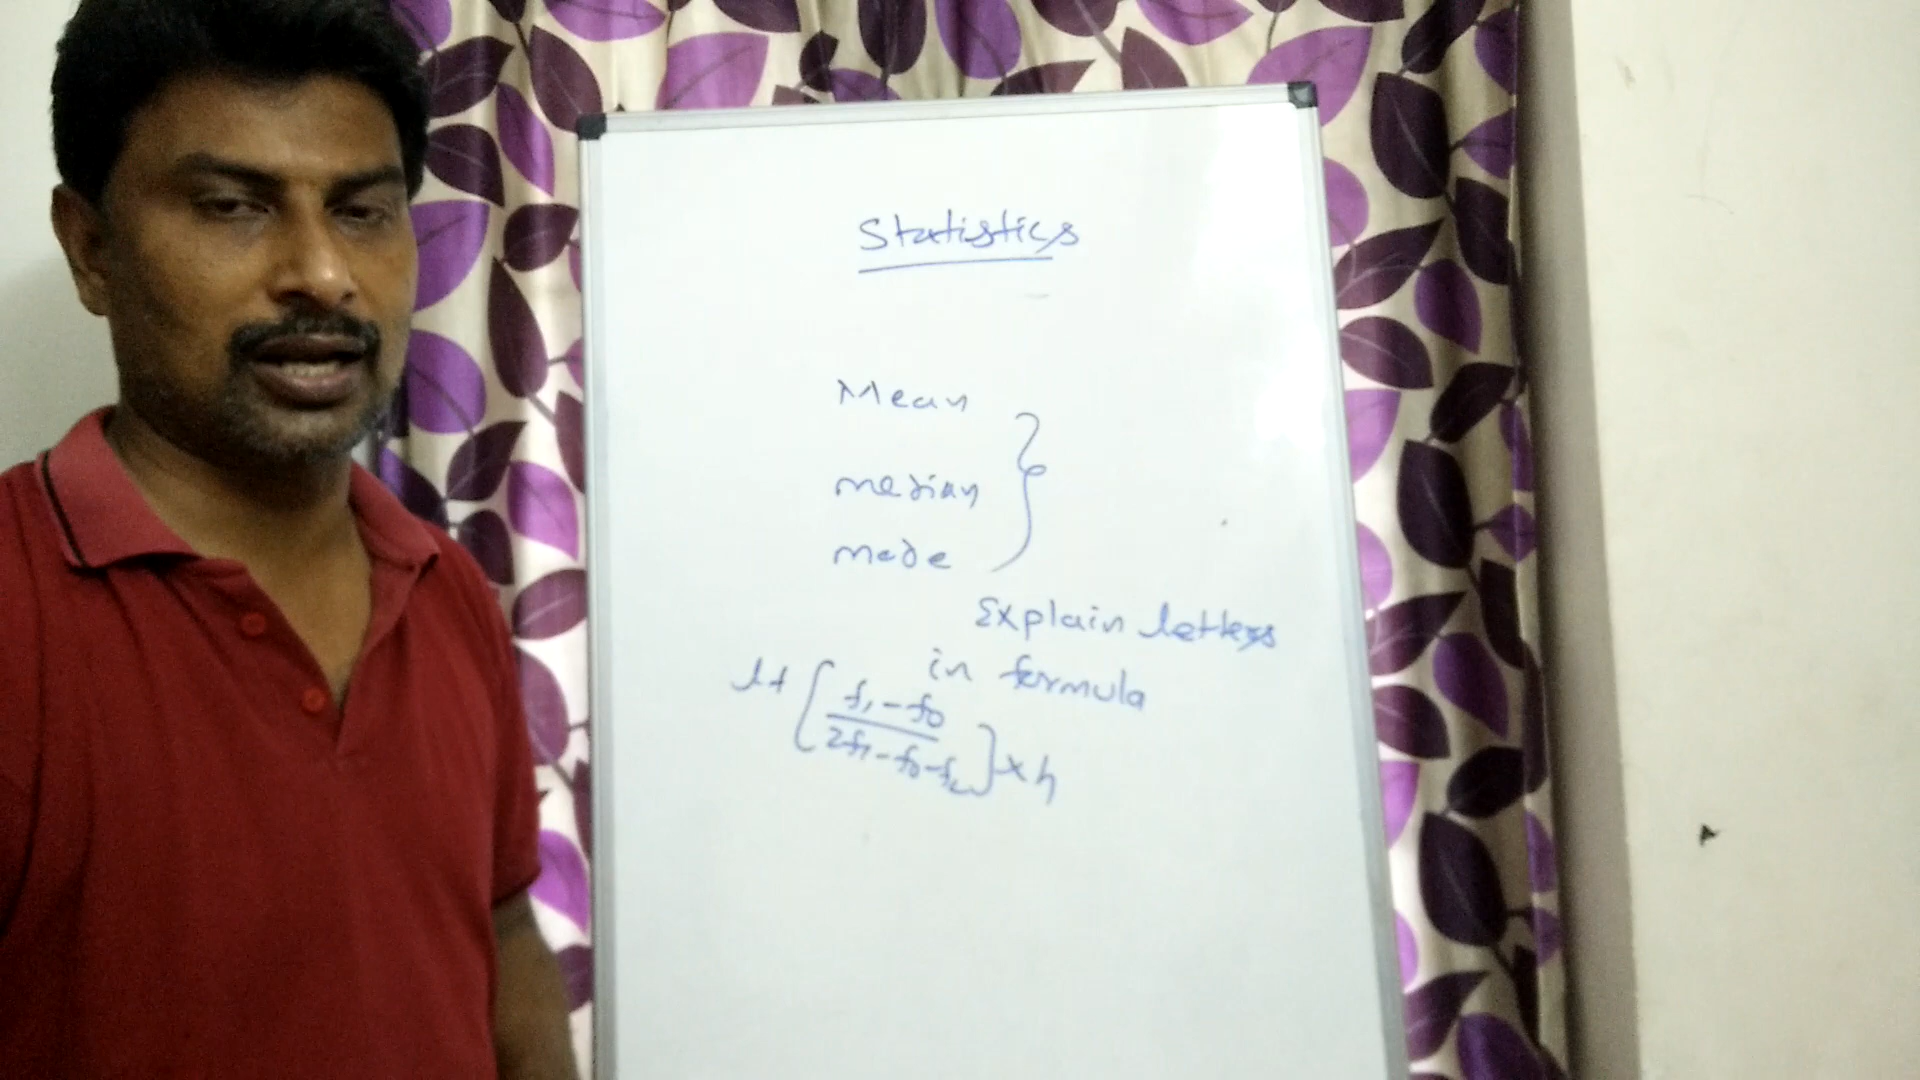 Statistics
Mean
median
mode
Explain letters
in formula
l+[(f₁-f₀)/(2f₁-f₀-f₂)]×h